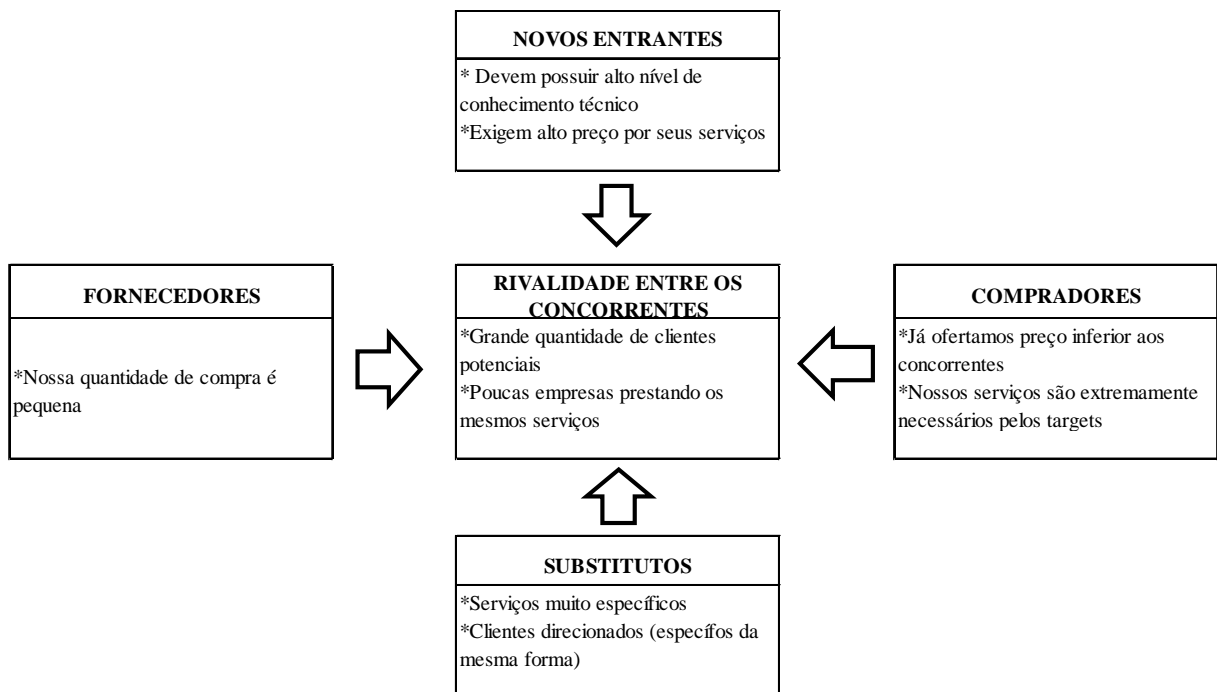 NOVOS ENTRANTES
* Devem possuir alto nível de
conhecimento técnico
*Exigem alto preço por seus serviços
FORNECEDORES
*Nossa quantidade de compra é
pequena
RIVALIDADE ENTRE OS
CONCORRENTES
*Grande quantidade de clientes
potenciais
*Poucas empresas prestando os
mesmos serviços
COMPRADORES
*Já ofertamos preço inferior aos
concorrentes
*Nossos serviços são extremamente
necessários pelos targets
SUBSTITUTOS
*Serviços muito específicos
*Clientes direcionados (específos da
mesma forma)